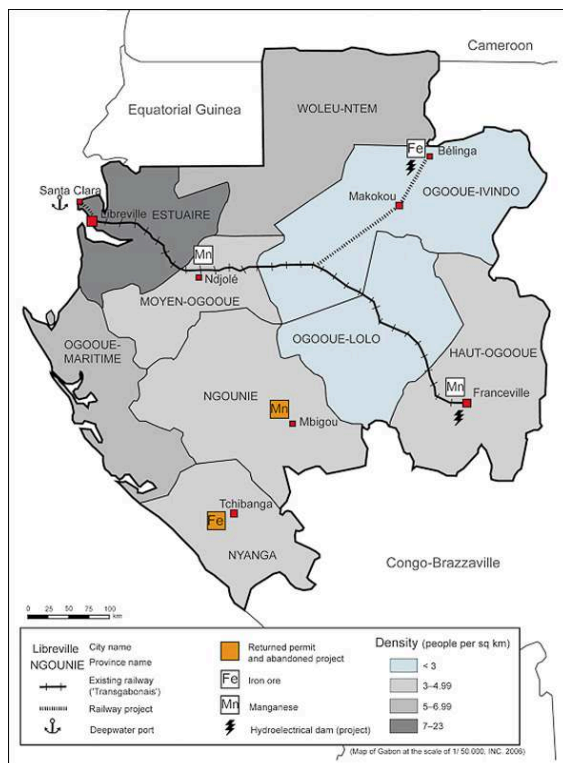 Cameroon
Equatorial Guinea
WOLEU-NTEM
Fe
Bélinga
Santa Clara
Makokou
OGOOUE-IVINDO
Libreville
ESTUAIRE
Mn
Ndjolé
MOYEN-OGOOUE
OGOOUE-
MARITIME
OGOOUE-LOLO
HAUT-OGOOUE
NGOUNIE
Mn
Franceville
Mn
Mbigou
Tchibanga
Fe
NYANGA
Congo-Brazzaville
0 25 50 75 100
km
Libreville City name
NGOUNIE Province name
Existing railway
('Transgabonais')
Railway project
Deepwater port
Returned permit
and abandoned project
Fe Iron ore
Mn Manganese
Hydroelectrical dam (project)
Density (people per sq km)
< 3
3–4.99
5–6.99
7–23
(Map of Gabon at the scale of 1/ 50.000, INC. 2006)